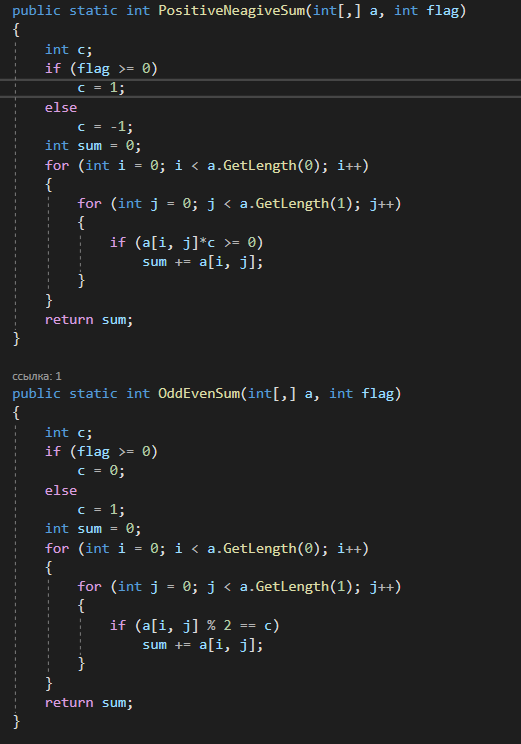 public static int PositiveNeagiveSum(int[,] a, int flag)
{
int c;
if (flag >= 0)
c = 1;
else
c = -1;
int sum = 0;
for (int i = 0; i < a.GetLength(0); i++)
{
for (int j = 0; j < a.GetLength(1); j++)
{
if (a[i, j]*c >= 0)
sum += a[i, j];
}
}
return sum;
}
ссылка: 1
public static int OddEvenSum(int[,] a, int flag)
{
int c;
if (flag >= 0)
c = 0;
else
c = 1;
int sum = 0;
for (int i = 0; i < a.GetLength(0); i++)
{
for (int j = 0; j < a.GetLength(1); j++)
{
if (a[i, j] % 2 == c)
sum += a[i, j];
}
}
return sum;
}